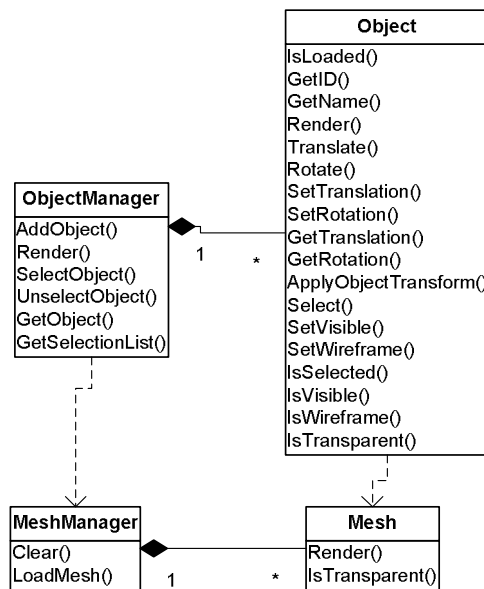 Object
IsLoaded()
GetID()
GetName()
Render()
Translate()
Rotate()
SetTranslation()
SetRotation()
GetTranslation()
GetRotation()
ApplyObjectTransform()
Select()
SetVisible()
SetWireframe()
IsSelected()
IsVisible()
IsWireframe()
IsTransparent()
ObjectManager
AddObject()
Render()
SelectObject()
UnselectObject()
GetObject()
GetSelectionList()
1
*
MeshManager
Clear()
LoadMesh()
1
*
Mesh
Render()
IsTransparent()